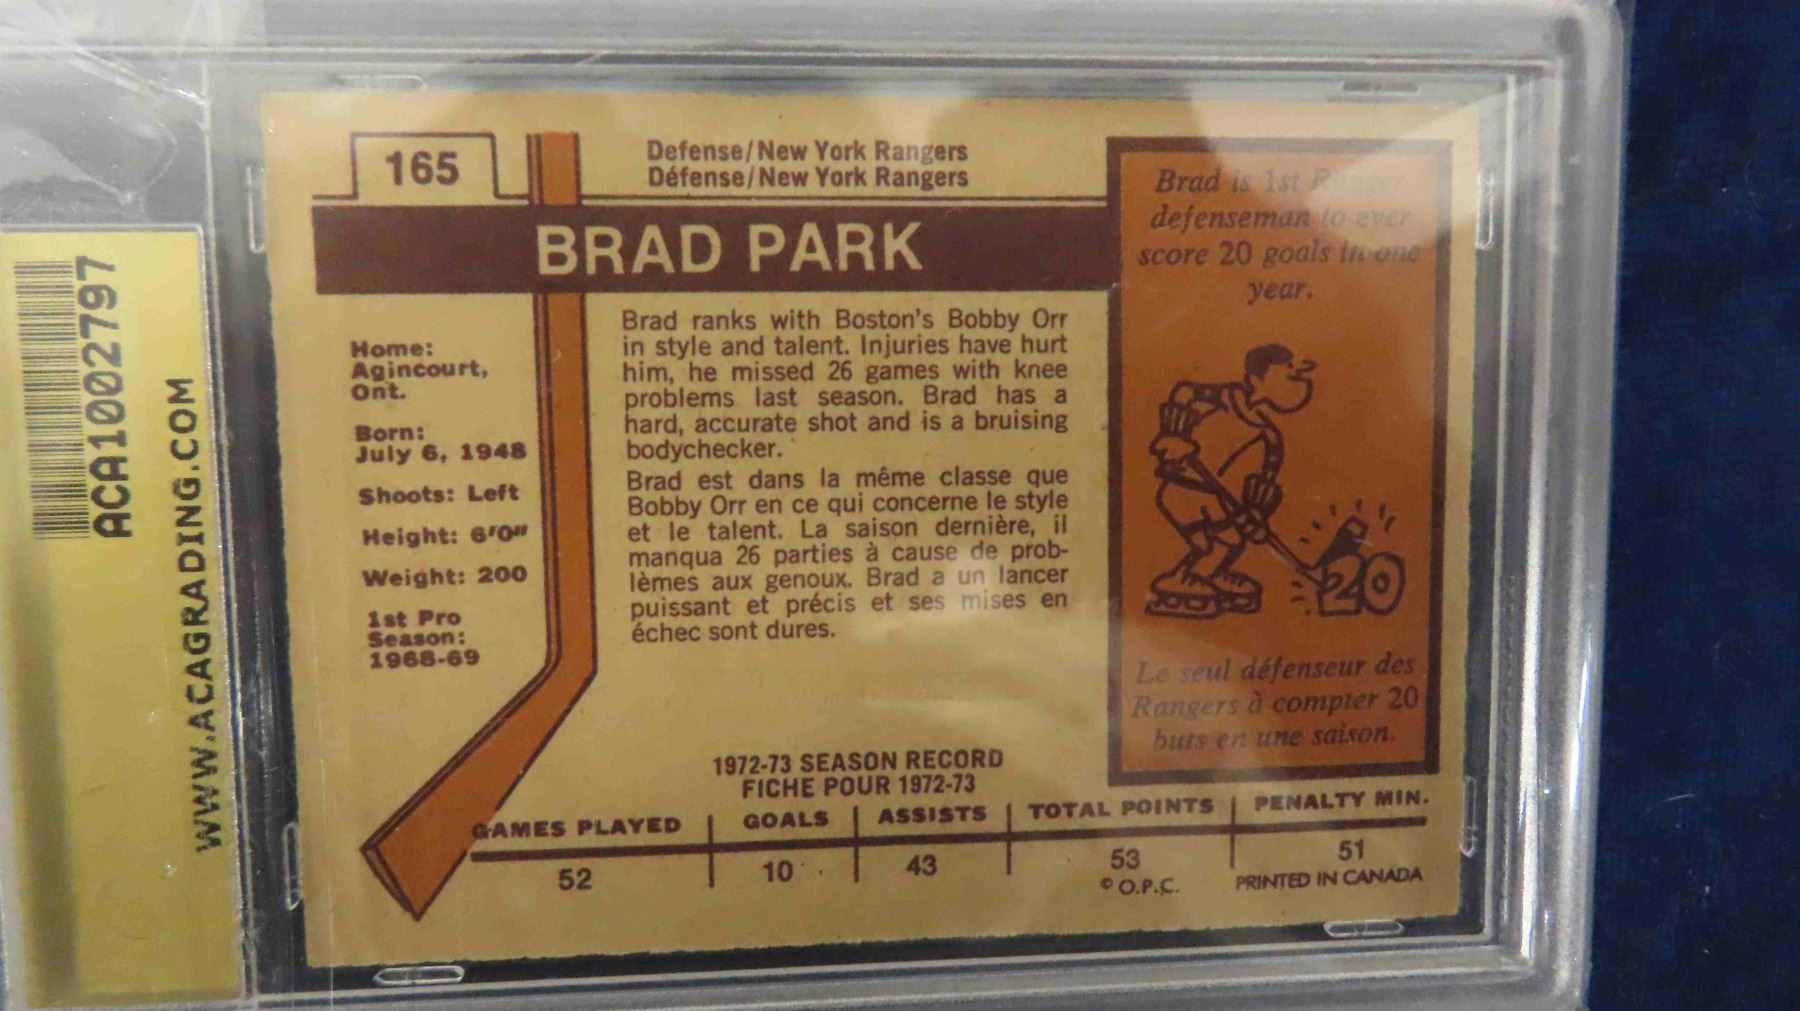 ACA1002797
WWW.ACAGRADING.COM
165
Defense/New York Rangers
Défense/New York Rangers
BRAD PARK
Home:
Agincourt,
Ont.
Born:
July 6, 1948
Shoots: Left
Height: 6'0"
Weight: 200
1st Pro
Season:
1968-69
Brad ranks with Boston's Bobby Orr
in style and talent. Injuries have hurt
him, he missed 26 games with knee
problems last season. Brad has a
hard, accurate shot and is a bruising
bodychecker.
Brad est dans la même classe que
Bobby Orr en ce qui concerne le style
et le talent. La saison dernière, il
manqua 26 parties à cause de prob-
lèmes aux genoux. Brad a un lancer
puissant et précis et ses mises en
échec sont dures.
Brad is 1st Ranger
defenseman to ever
score 20 goals in one
year.
20
Le seul défenseur des
Rangers à compter 20
buts en une saison.
1972-73 SEASON RECORD
FICHE POUR 1972-73
GAMES PLAYED GOALS ASSISTS TOTAL POINTS PENALTY MIN.
52 10 43 53 51
© O.P.C. PRINTED IN CANADA